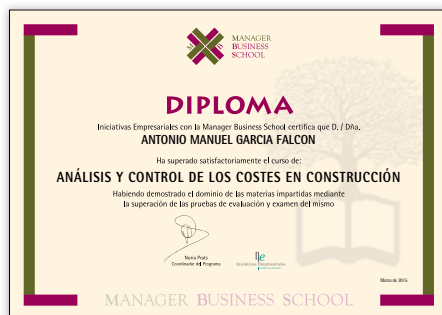 M B S
MANAGER
BUSINESS
SCHOOL
DIPLOMA
Iniciativas Empresariales con la Manager Business School certifica que D. / Dña.
ANTONIO MANUEL GARCIA FALCON
Ha superado satisfactoriamente el curso de:
ANÁLISIS Y CONTROL DE LOS COSTES EN CONSTRUCCIÓN
Habiendo demostrado el dominio de las materias impartidas mediante
la superación de las pruebas de evaluación y examen del mismo
Nuria Prats
Coordinador del Programa
Iniciativas Empresariales
Marzo de 2015
MANAGER BUSINESS SCHOOL